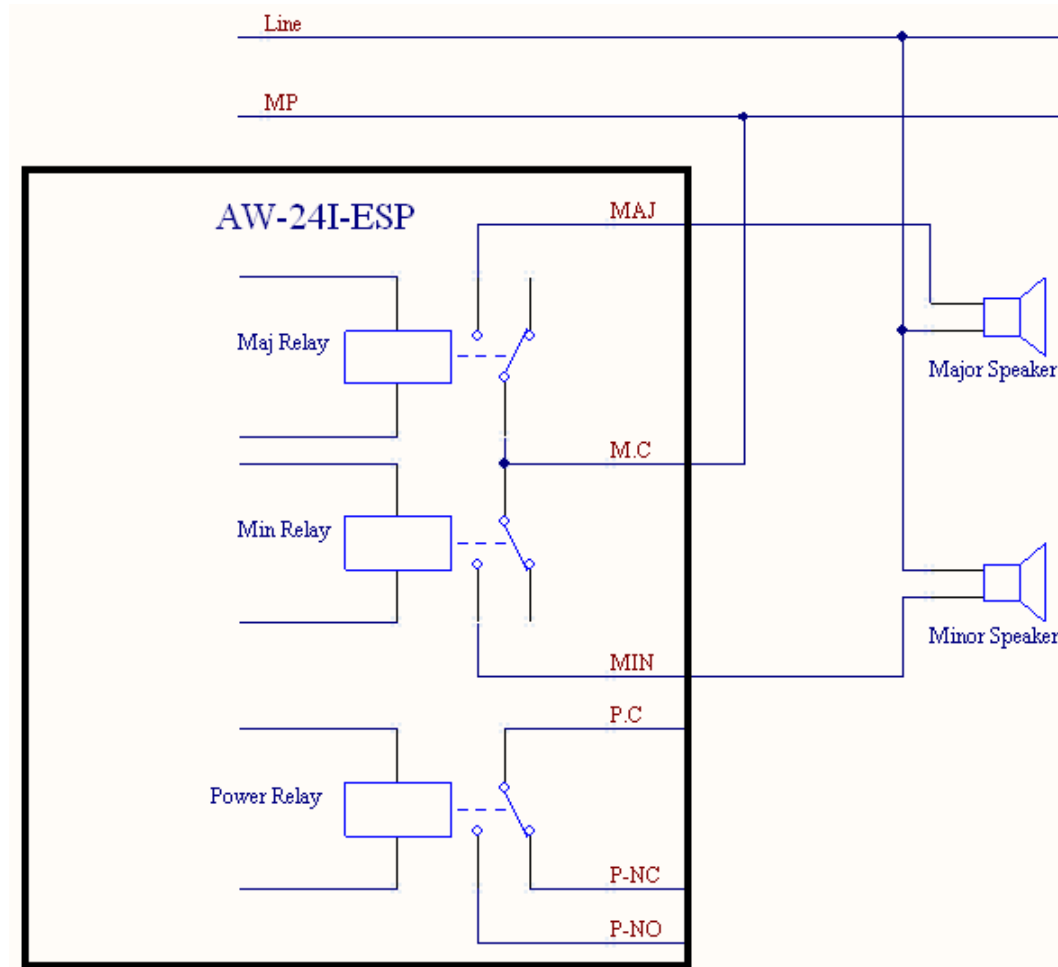 Line
MP
AW-24I-ESP
MAJ
Maj Relay
Major Speaker
M.C
Min Relay
Minor Speaker
MIN
P.C
Power Relay
P-NC
P-NO